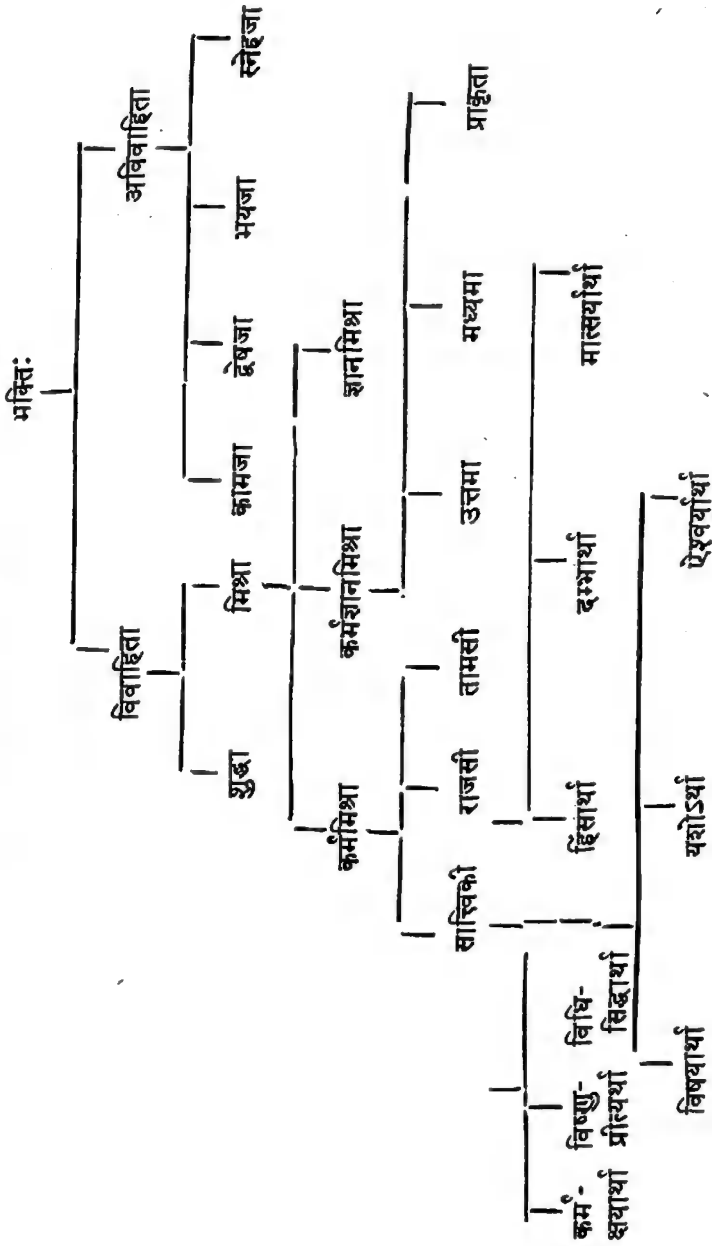 भक्तिः
विवाहिता अविवाहिता
शुद्धा मिश्रा कामजा द्वेषजा भयजा स्नेहजा
कर्ममिश्रा कर्मज्ञानमिश्रा ज्ञानमिश्रा
सात्त्विकी राजसी तामसी उत्तमा मध्यमा प्राकृता
हिंसार्था दम्भार्था मात्सर्यार्था
कर्म- विष्णु- विधि-
क्षयार्था प्रीत्यर्था सिद्धार्था
विषयार्था यशोऽर्था ऐश्वर्यार्था